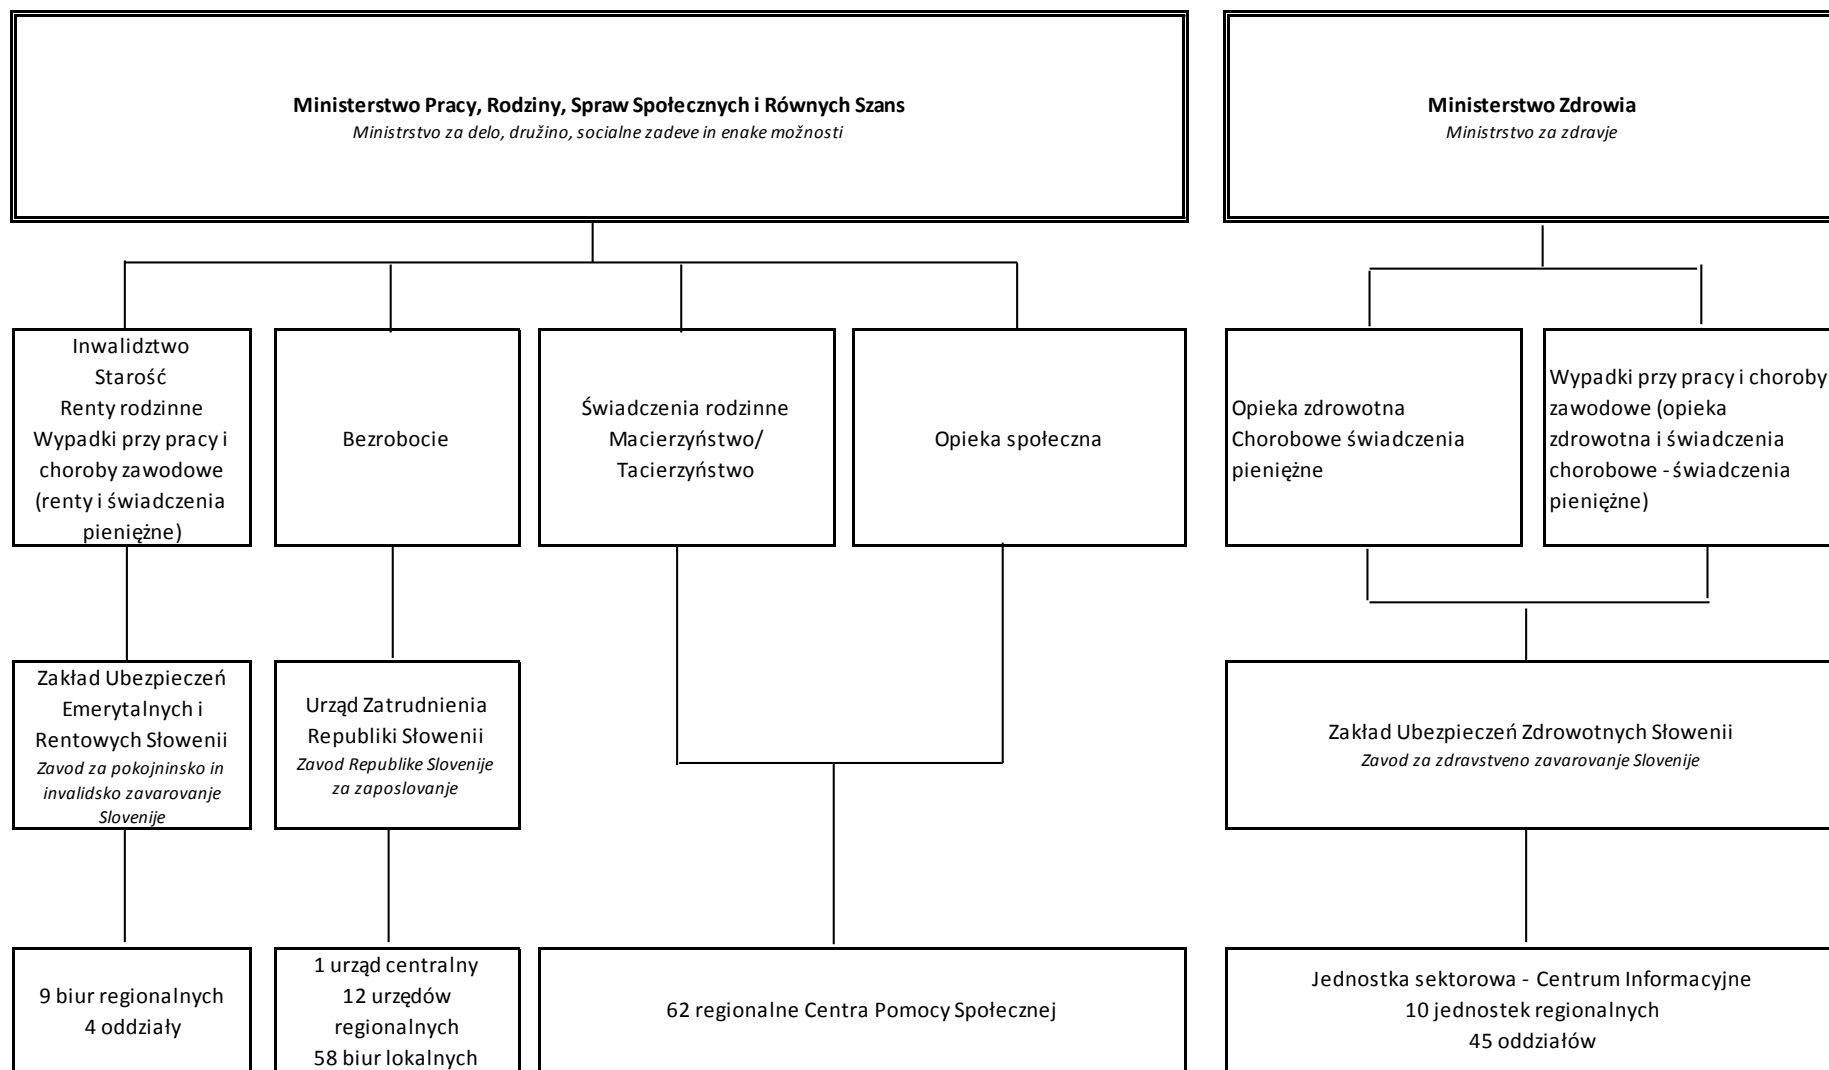 Ministerstwo Pracy, Rodziny, Spraw Społecznych i Równych Szans
Ministrstvo za delo, družino, socialne zadeve in enake možnosti
Ministerstwo Zdrowia
Ministrstvo za zdravje
Inwalidztwo
Starość
Renty rodzinne
Wypadki przy pracy i
choroby zawodowe
(renty i świadczenia
pieniężne)
Bezrobocie
Świadczenia rodzinne
Macierzyństwo/
Tacierzyństwo
Opieka społeczna
Opieka zdrowotna
Chorobowe świadczenia
pieniężne
Wypadki przy pracy i choroby
zawodowe (opieka
zdrowotna i świadczenia
chorobowe - świadczenia
pieniężne)
Zakład Ubezpieczeń
Emerytalnych i
Rentowych Słowenii
Zavod za pokojninsko in
invalidsko zavarovanje
Slovenije
Urząd Zatrudnienia
Republiki Słowenii
Zavod Republike Slovenije
za zaposlovanje
Zakład Ubezpieczeń Zdrowotnych Słowenii
Zavod za zdravstveno zavarovanje Slovenije
9 biur regionalnych
4 oddziały
1 urząd centralny
12 urzędów
regionalnych
58 biur lokalnych
62 regionalne Centra Pomocy Społecznej
Jednostka sektorowa - Centrum Informacyjne
10 jednostek regionalnych
45 oddziałów